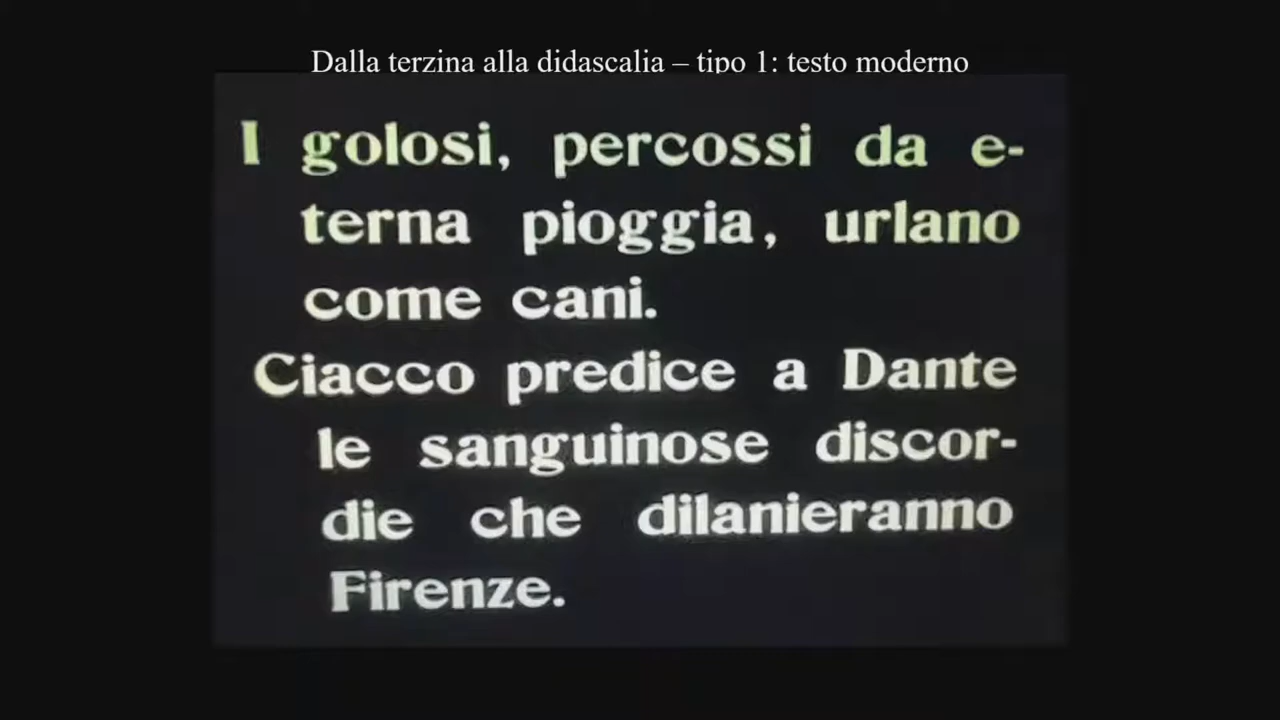 Dalla terzina alla didascalia – tipo 1: testo moderno
I golosi, percossi da e-
terna pioggia, urlano
come cani.
Ciacco predice a Dante
le sanguinose discor-
die che dilanieranno
Firenze.